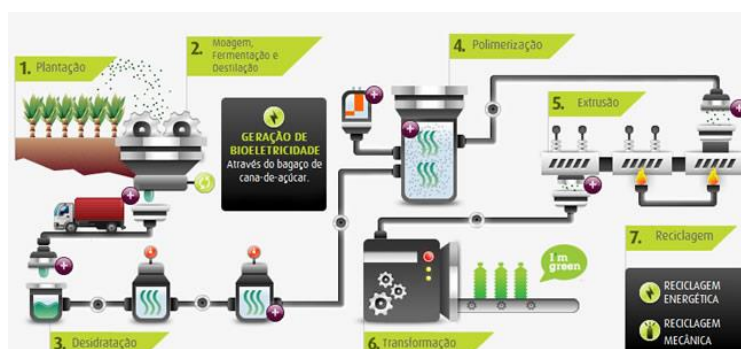 1. Plantação
2. Moagem,
Fermentação e
Destilação
GERAÇÃO DE
BIOELETRICIDADE
Através do bagaço de
cana-de-açúcar.
3. Desidratação
4. Polimerização
5. Extrusão
6. Transformação
I'm
green
7. Reciclagem
RECICLAGEM
ENERGÉTICA
RECICLAGEM
MECÂNICA